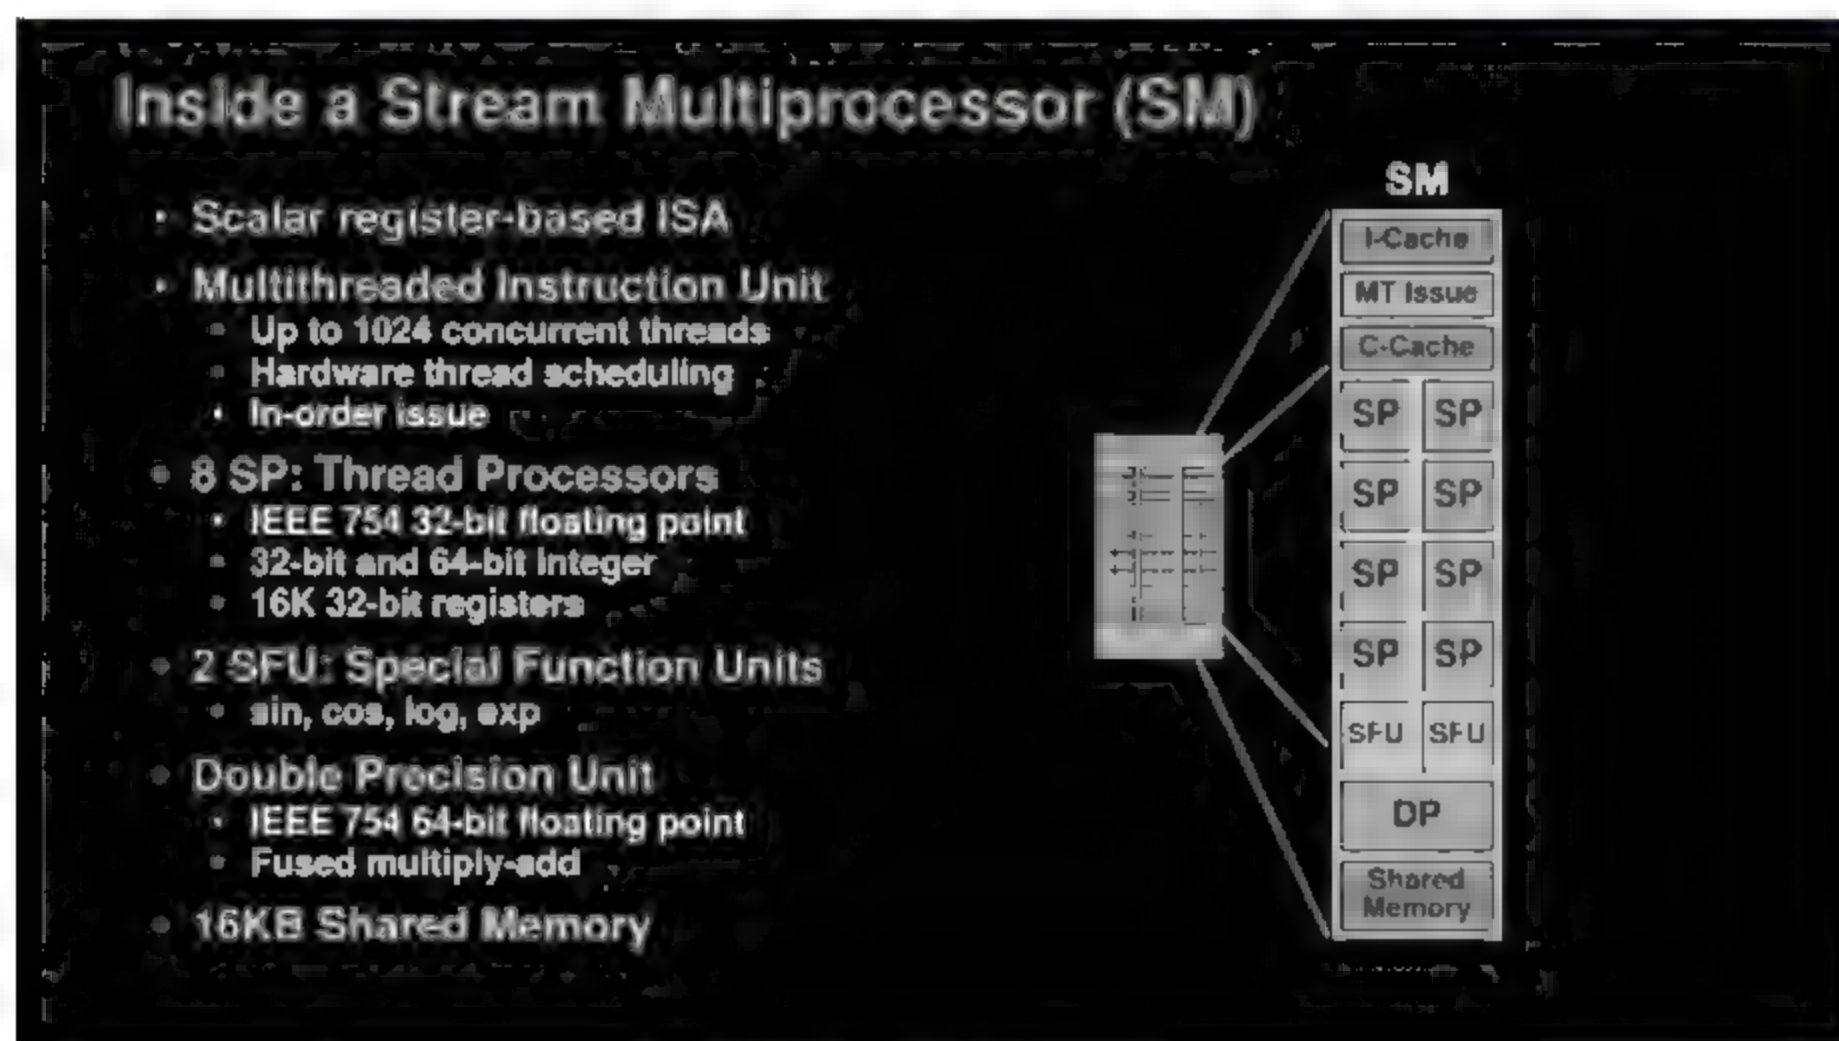 Inside a Stream Multiprocessor (SM)
• Scalar register-based ISA
• Multithreaded Instruction Unit
• Up to 1024 concurrent threads
• Hardware thread scheduling
• In-order issue
• 8 SP: Thread Processors
• IEEE 754 32-bit floating point
• 32-bit and 64-bit integer
• 16K 32-bit registers
• 2 SFU: Special Function Units
• sin, cos, log, exp
• Double Precision Unit
• IEEE 754 64-bit floating point
• Fused multiply-add
• 16KB Shared Memory
SM
I-Cache
MT Issue
C-Cache
SP SP
SP SP
SP SP
SP SP
SFU SFU
DP
Shared
Memory